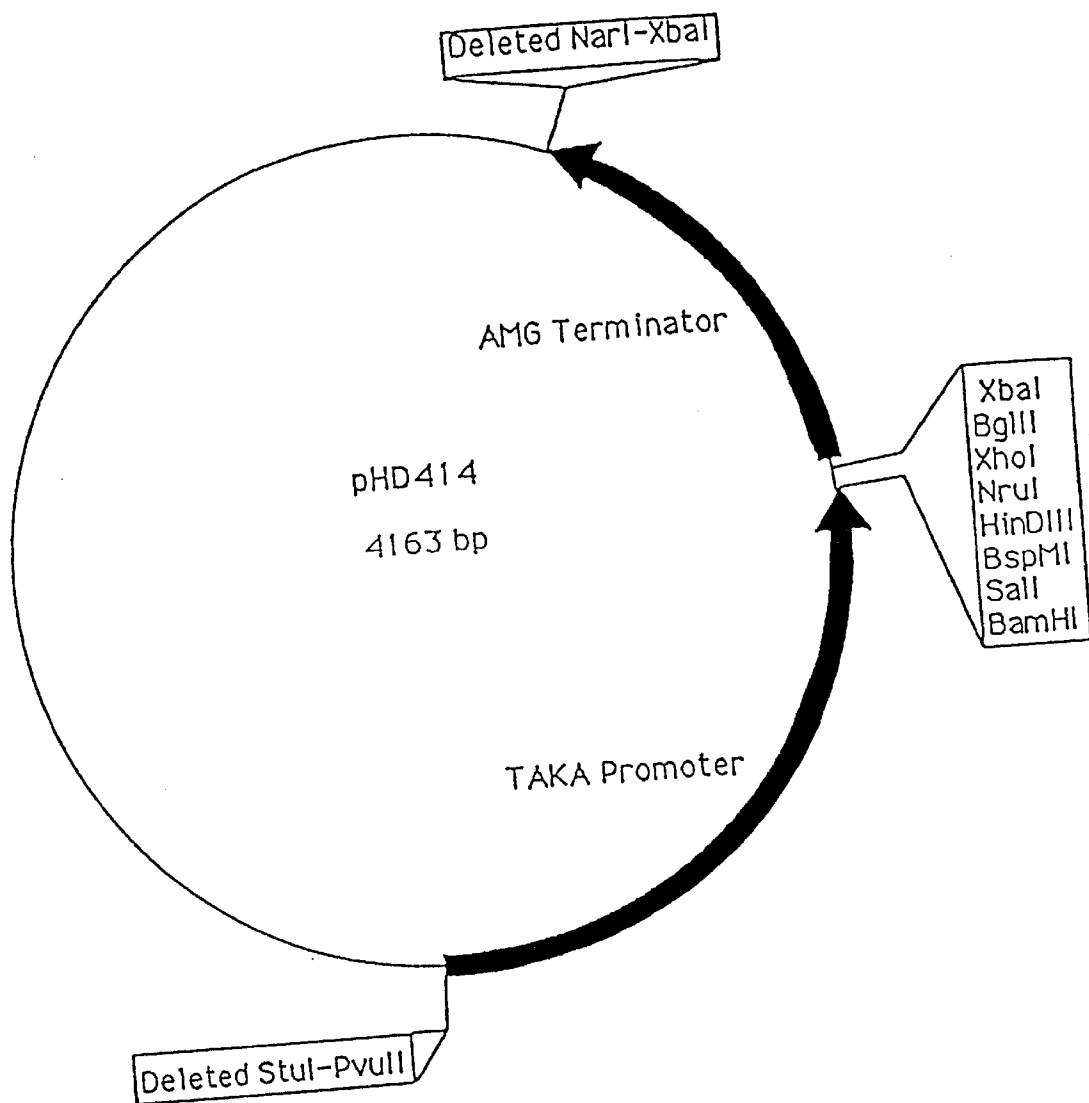 Deleted NarI-XbaI
AMG Terminator
pHD414
4163 bp
XbaI
BglII
XhoI
NruI
HinDIII
BspMI
SalI
BamHI
TAKA Promoter
Deleted StuI-PvuII